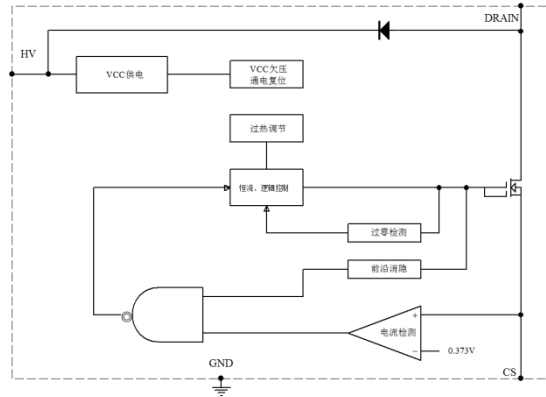 DRAIN
HV
VCC供电
VCC欠压
通电复位
过热调节
恒流、逻辑控制
过零检测
前沿消隐
+
电流检测
−
0.373V
GND
CS